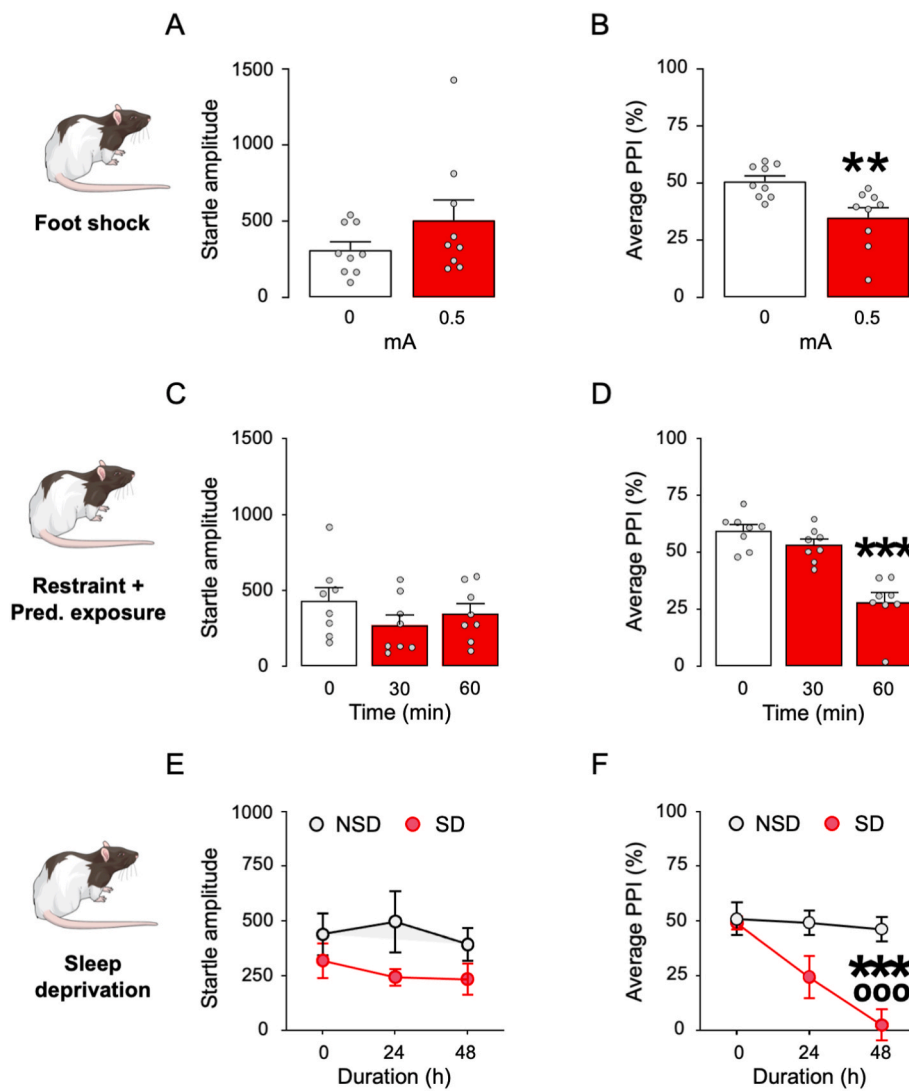 A
B
Startle amplitude
1500
1000
500
0
0
0.5
mA
Average PPI (%)
100
75
50
25
0
**
0
0.5
mA
Foot shock
C
D
Startle amplitude
1500
1000
500
0
0
30
60
Time (min)
Average PPI (%)
100
75
50
25
0
***
0
30
60
Time (min)
Restraint +
Pred. exposure
E
F
Startle amplitude
1000
750
500
250
0
NSD
SD
0
24
48
Duration (h)
Average PPI (%)
100
75
50
25
0
NSD
SD
***
ooo
0
24
48
Duration (h)
Sleep
deprivation